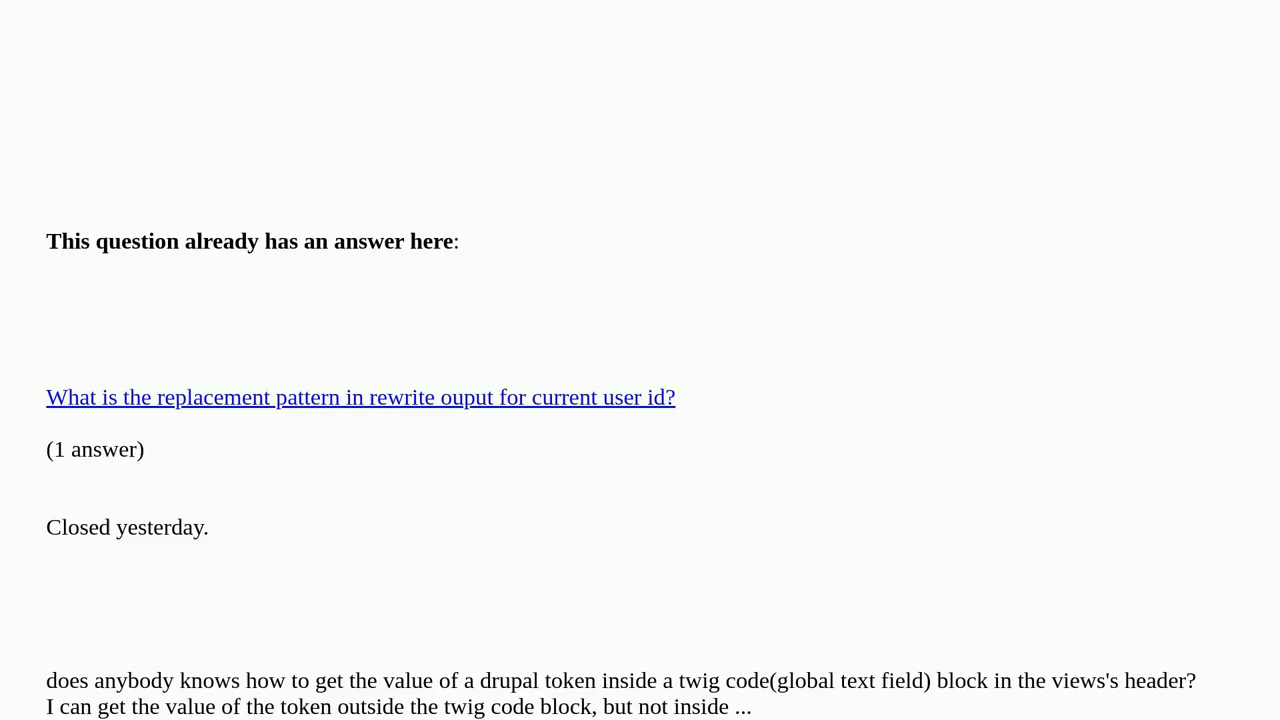 This question already has an answer here:
What is the replacement pattern in rewrite ouput for current user id?
(1 answer)
Closed yesterday.
does anybody knows how to get the value of a drupal token inside a twig code(global text field) block in the views's header?
I can get the value of the token outside the twig code block, but not inside ...